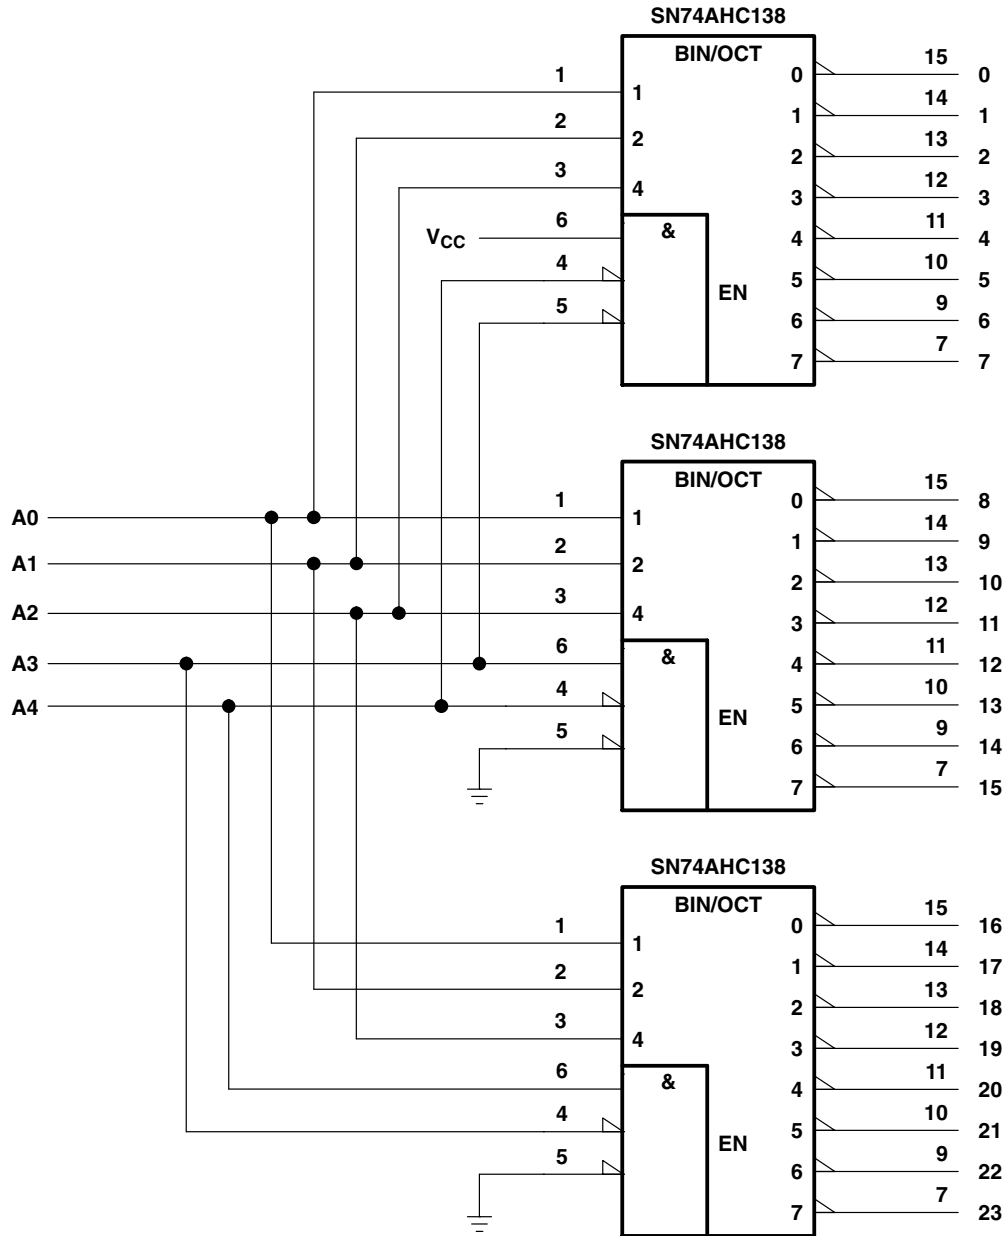 SN74AHC138
BIN/OCT
1 1
2 2
3 4
VCC 6
4
5
&
EN
0 15 0
1 14 1
2 13 2
3 12 3
4 11 4
5 10 5
6 9 6
7 7 7
SN74AHC138
BIN/OCT
A0 1 1
A1 2 2
A2 3 4
A3 6
A4 4
5
&
EN
0 15 8
1 14 9
2 13 10
3 12 11
4 11 12
5 10 13
6 9 14
7 7 15
SN74AHC138
BIN/OCT
1 1
2 2
3 4
6
4
5
&
EN
0 15 16
1 14 17
2 13 18
3 12 19
4 11 20
5 10 21
6 9 22
7 7 23